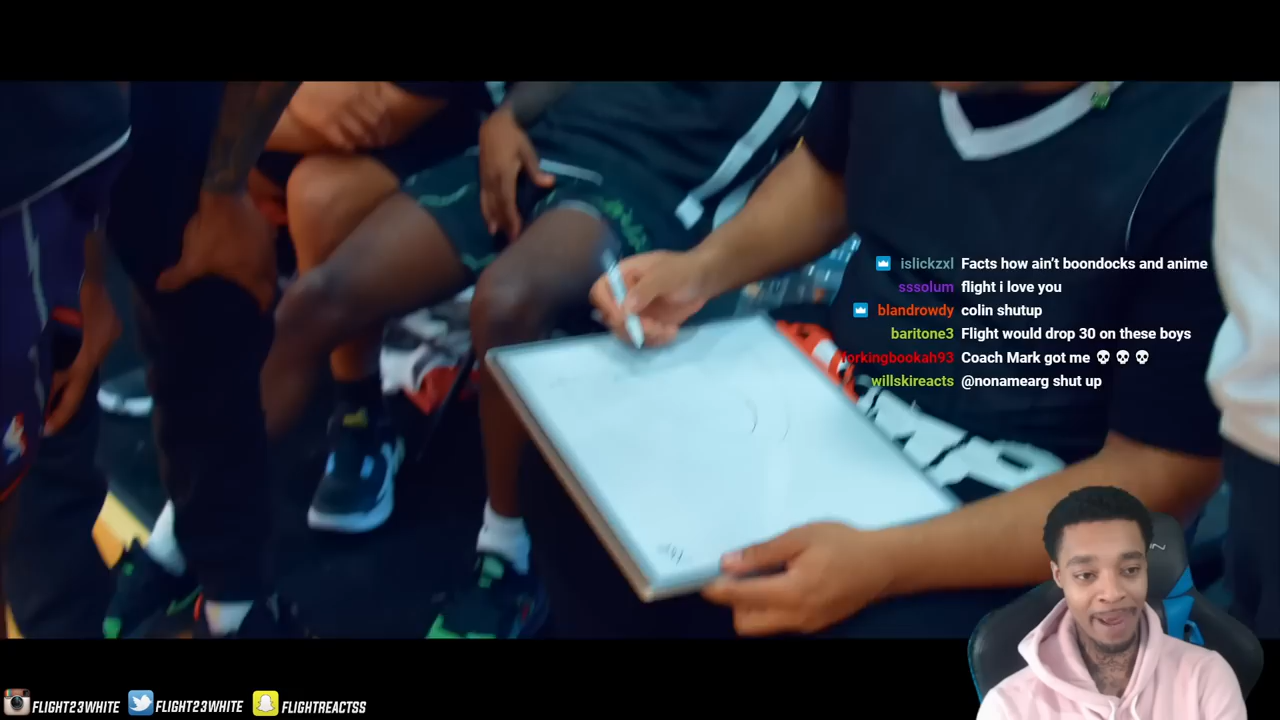 islickzxl Facts how ain't boondocks and anime
sssolum flight i love you
blandrowdy colin shutup
baritone3 Flight would drop 30 on these boys
forkingbookah93 Coach Mark got me 💀 💀 💀
willskireacts @nonamearg shut up
FLIGHT23WHITE FLIGHT23WHITE FLIGHTREACTSS